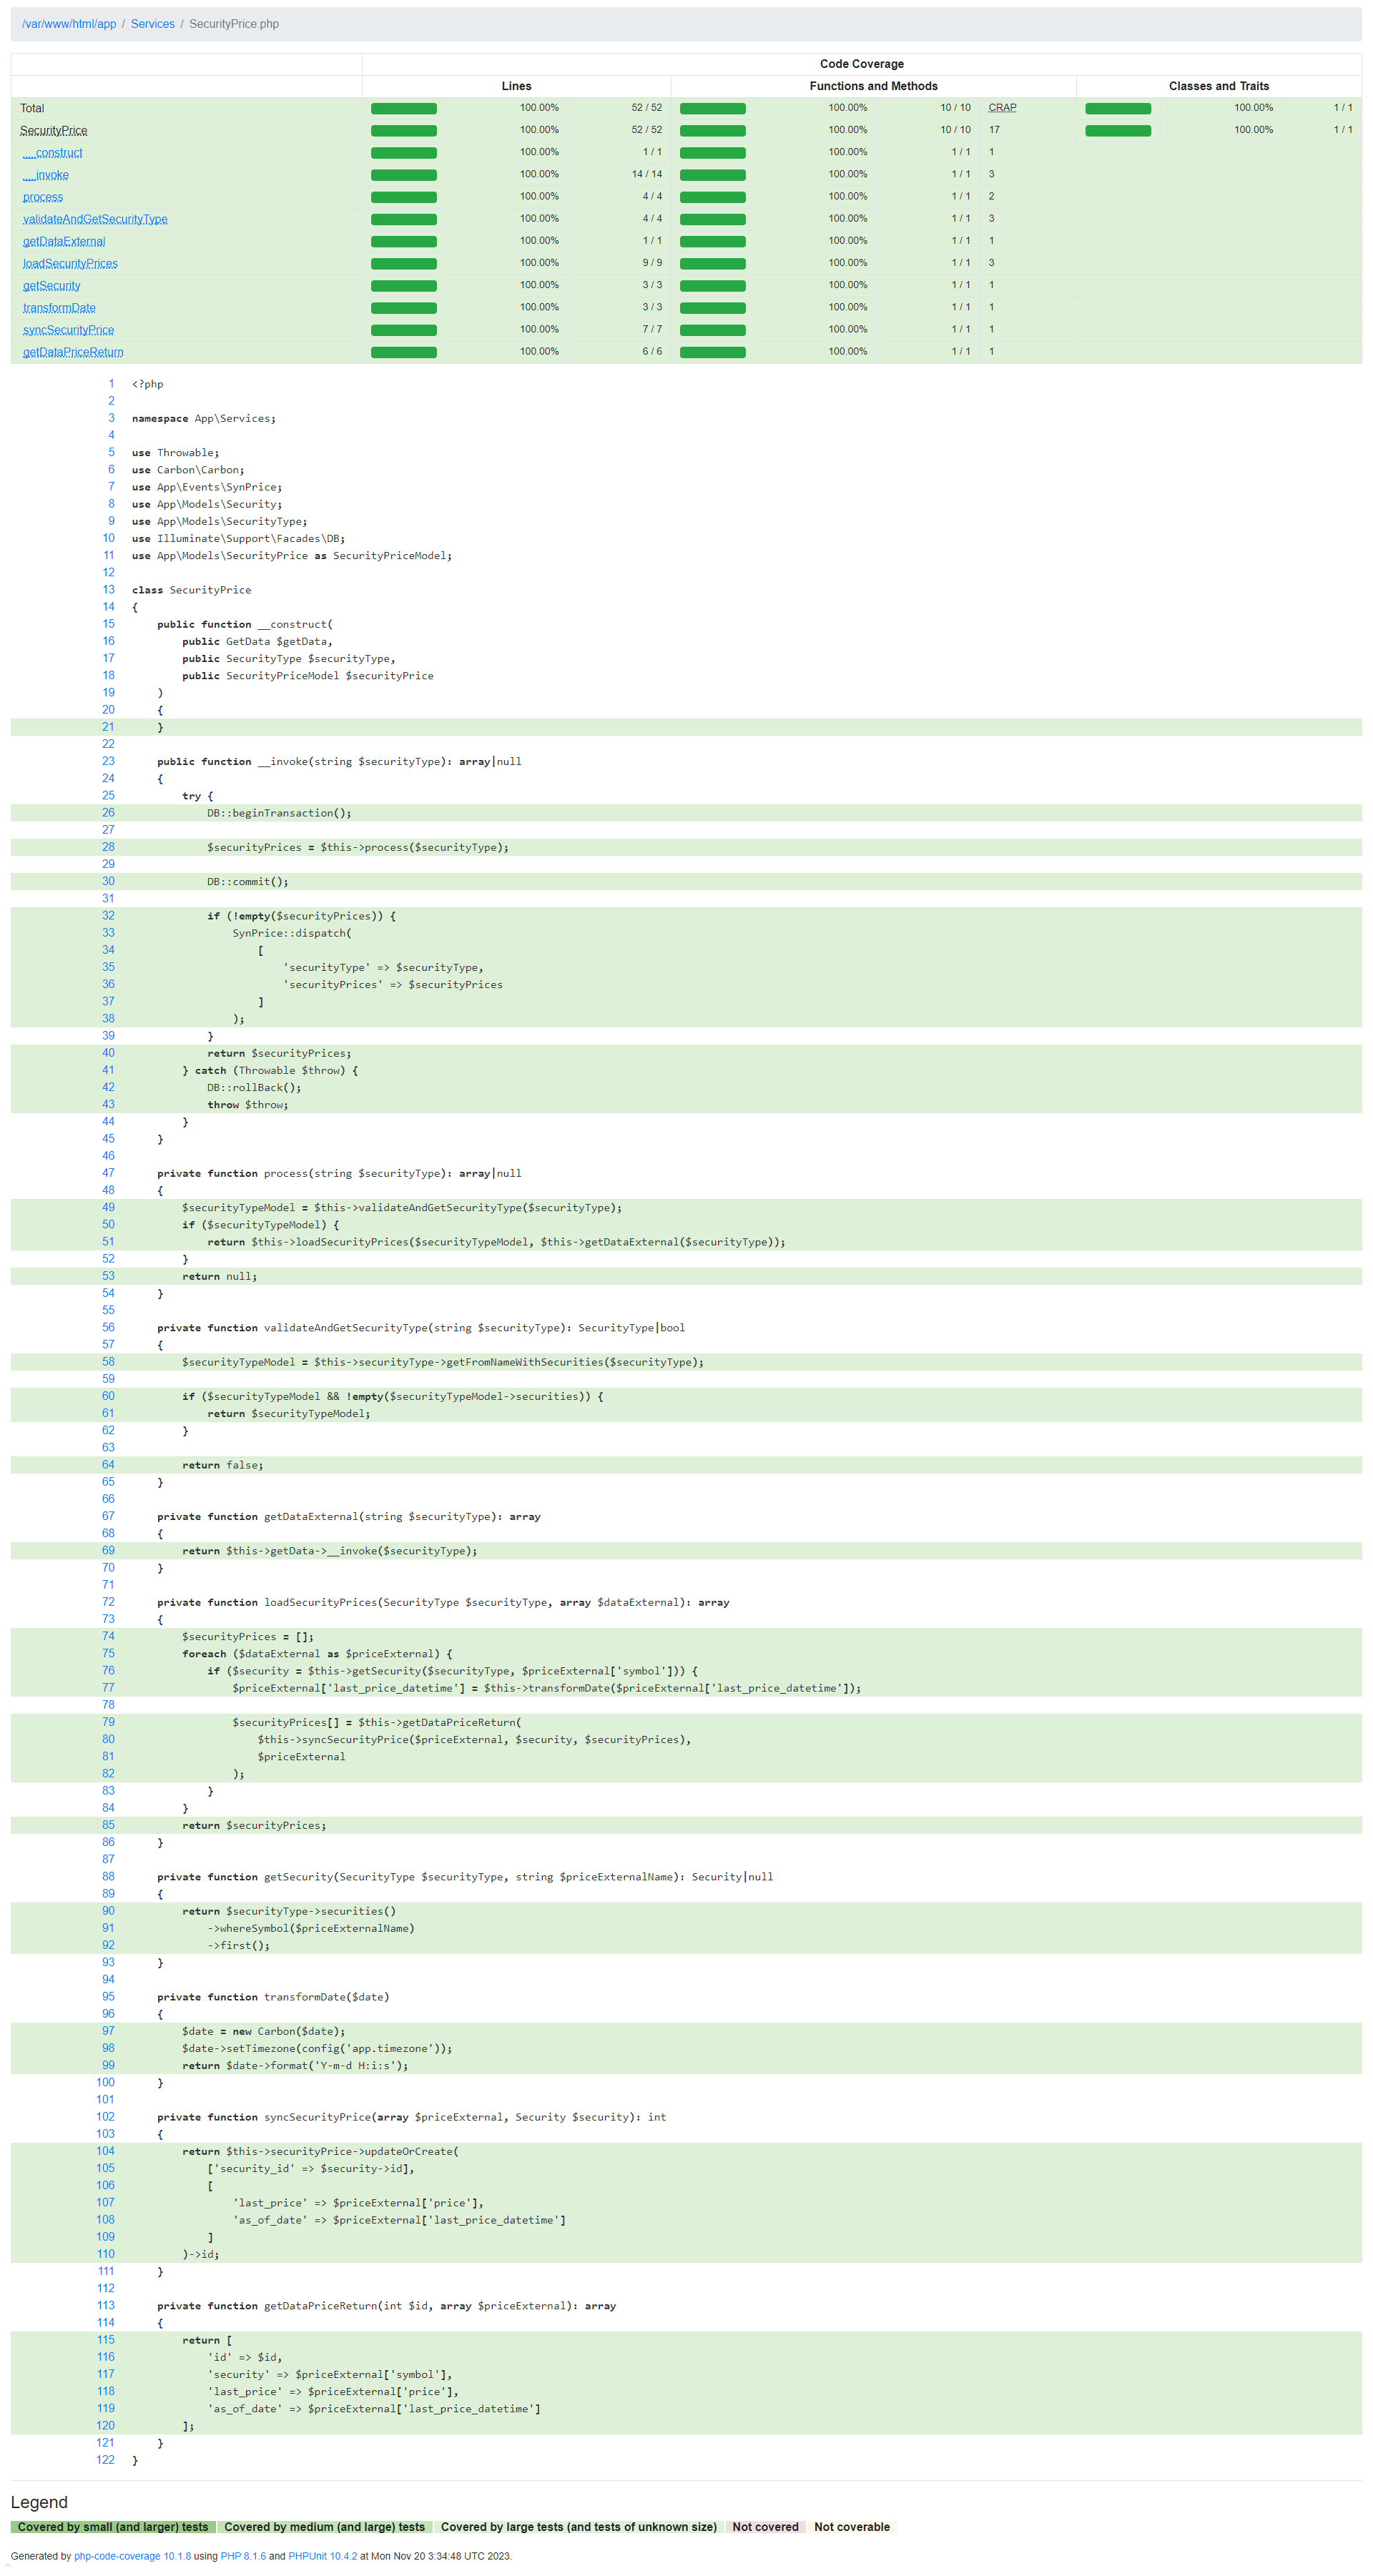 /var/www/html/app / Services / SecurityPrice.php
Code Coverage
Lines Functions and Methods Classes and Traits
Total 100.00% 52 / 52 100.00% 10 / 10 CRAP 100.00% 1 / 1
SecurityPrice 100.00% 52 / 52 100.00% 10 / 10 17 100.00% 1 / 1
__construct 100.00% 1 / 1 100.00% 1 / 1 1
__invoke 100.00% 14 / 14 100.00% 1 / 1 3
process 100.00% 4 / 4 100.00% 1 / 1 2
validateAndGetSecurityType 100.00% 4 / 4 100.00% 1 / 1 3
getDataExternal 100.00% 1 / 1 100.00% 1 / 1 1
loadSecurityPrices 100.00% 9 / 9 100.00% 1 / 1 3
getSecurity 100.00% 3 / 3 100.00% 1 / 1 1
transformDate 100.00% 3 / 3 100.00% 1 / 1 1
syncSecurityPrice 100.00% 7 / 7 100.00% 1 / 1 1
getDataPriceReturn 100.00% 6 / 6 100.00% 1 / 1 1
1 <?php
2
3 namespace App\Services;
4
5 use Throwable;
6 use Carbon\Carbon;
7 use App\Events\SynPrice;
8 use App\Models\Security;
9 use App\Models\SecurityType;
10 use Illuminate\Support\Facades\DB;
11 use App\Models\SecurityPrice as SecurityPriceModel;
12
13 class SecurityPrice
14 {
15     public function __construct(
16         public GetData $getData,
17         public SecurityType $securityType,
18         public SecurityPriceModel $securityPrice
19     )
20     {
21     }
22
23     public function __invoke(string $securityType): array|null
24     {
25         try {
26             DB::beginTransaction();
27
28             $securityPrices = $this->process($securityType);
29
30             DB::commit();
31
32             if (!empty($securityPrices)) {
33                 SynPrice::dispatch(
34                     [
35                         'securityType' => $securityType,
36                         'securityPrices' => $securityPrices
37                     ]
38                 );
39             }
40             return $securityPrices;
41         } catch (Throwable $throw) {
42             DB::rollBack();
43             throw $throw;
44         }
45     }
46
47     private function process(string $securityType): array|null
48     {
49         $securityTypeModel = $this->validateAndGetSecurityType($securityType);
50         if ($securityTypeModel) {
51             return $this->loadSecurityPrices($securityTypeModel, $this->getDataExternal($securityType));
52         }
53         return null;
54     }
55
56     private function validateAndGetSecurityType(string $securityType): SecurityType|bool
57     {
58         $securityTypeModel = $this->securityType->getFromNameWithSecurities($securityType);
59
60         if ($securityTypeModel && !empty($securityTypeModel->securities)) {
61             return $securityTypeModel;
62         }
63
64         return false;
65     }
66
67     private function getDataExternal(string $securityType): array
68     {
69         return $this->getData->__invoke($securityType);
70     }
71
72     private function loadSecurityPrices(SecurityType $securityType, array $dataExternal): array
73     {
74         $securityPrices = [];
75         foreach ($dataExternal as $priceExternal) {
76             if ($security = $this->getSecurity($securityType, $priceExternal['symbol'])) {
77                 $priceExternal['last_price_datetime'] = $this->transformDate($priceExternal['last_price_datetime']);
78
79                 $securityPrices[] = $this->getDataPriceReturn(
80                     $this->syncSecurityPrice($priceExternal, $security, $securityPrices),
81                     $priceExternal
82                 );
83             }
84         }
85         return $securityPrices;
86     }
87
88     private function getSecurity(SecurityType $securityType, string $priceExternalName): Security|null
89     {
90         return $securityType->securities()
91             ->whereSymbol($priceExternalName)
92             ->first();
93     }
94
95     private function transformDate($date)
96     {
97         $date = new Carbon($date);
98         $date->setTimezone(config('app.timezone'));
99         return $date->format('Y-m-d H:i:s');
100     }
101
102     private function syncSecurityPrice(array $priceExternal, Security $security): int
103     {
104         return $this->securityPrice->updateOrCreate(
105             ['security_id' => $security->id],
106             [
107                 'last_price' => $priceExternal['price'],
108                 'as_of_date' => $priceExternal['last_price_datetime']
109             ]
110         )->id;
111     }
112
113     private function getDataPriceReturn(int $id, array $priceExternal): array
114     {
115         return [
116             'id' => $id,
117             'security' => $priceExternal['symbol'],
118             'last_price' => $priceExternal['price'],
119             'as_of_date' => $priceExternal['last_price_datetime']
120         ];
121     }
122 }
Legend
Covered by small (and larger) tests Covered by medium (and large) tests Covered by large tests (and tests of unknown size) Not covered Not coverable
Generated by php-code-coverage 10.1.8 using PHP 8.1.6 and PHPUnit 10.4.2 at Mon Nov 20 3:34:48 UTC 2023.